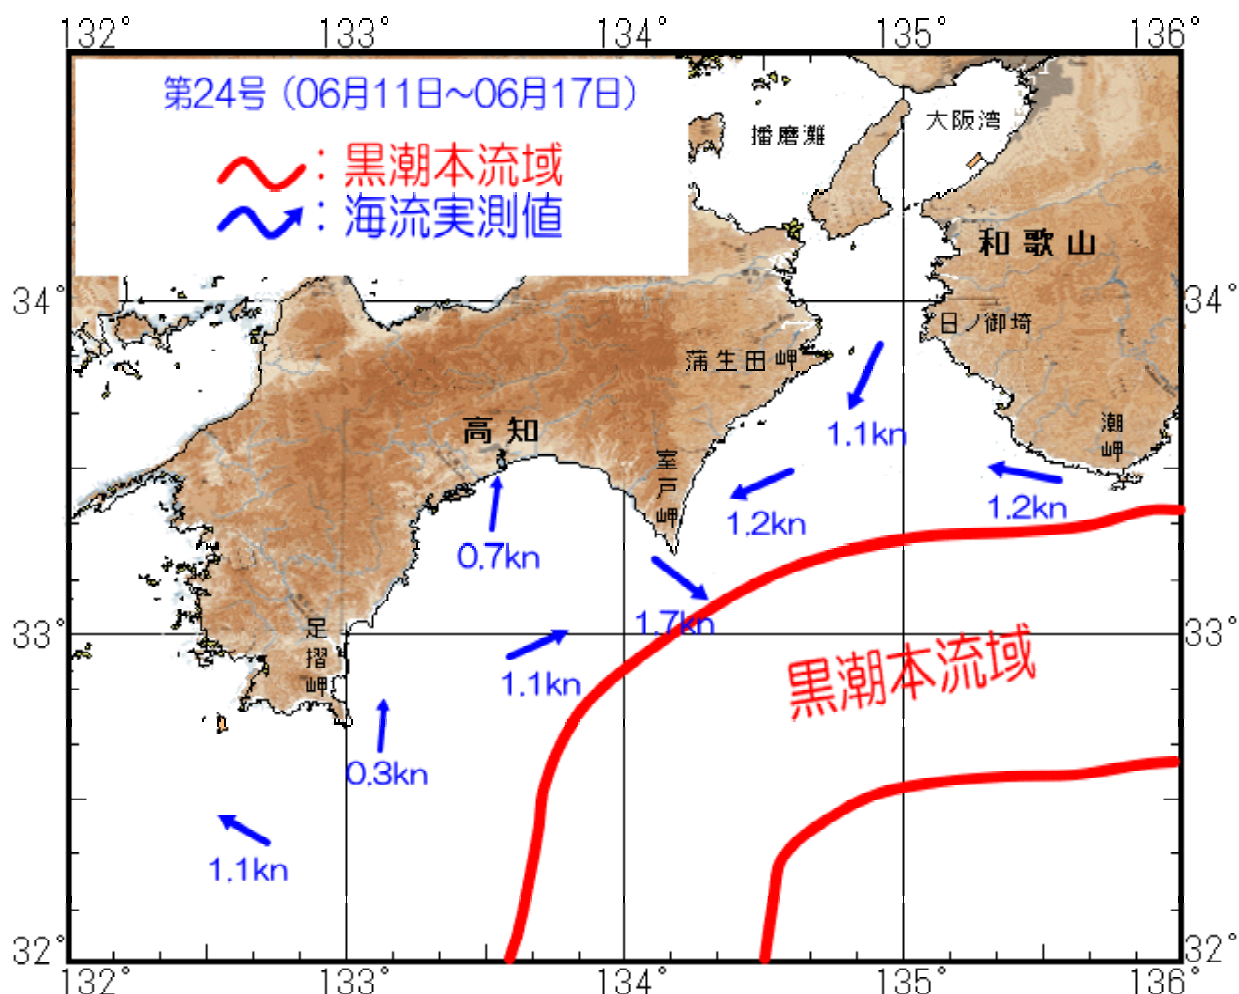 132° 133° 134° 135° 136°
第24号（06月11日～06月17日）
：黒潮本流域
：海流実測値
播磨灘
大阪湾
和歌山
34° 34°
日ノ御埼
蒲生田岬
潮岬
1.1kn
高知
室戸岬
1.2kn
1.2kn
0.7kn
1.7kn
33° 33°
足摺岬
黒潮本流域
1.1kn
0.3kn
1.1kn
32° 32°
132° 133° 134° 135° 136°